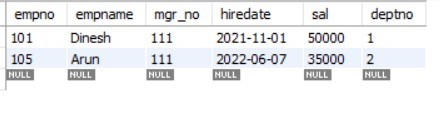 empno empname mgr_no hiredate sal deptno
101 Dinesh 111 2021-11-01 50000 1
105 Arun 111 2022-06-07 35000 2
NULL NULL NULL NULL NULL NULL